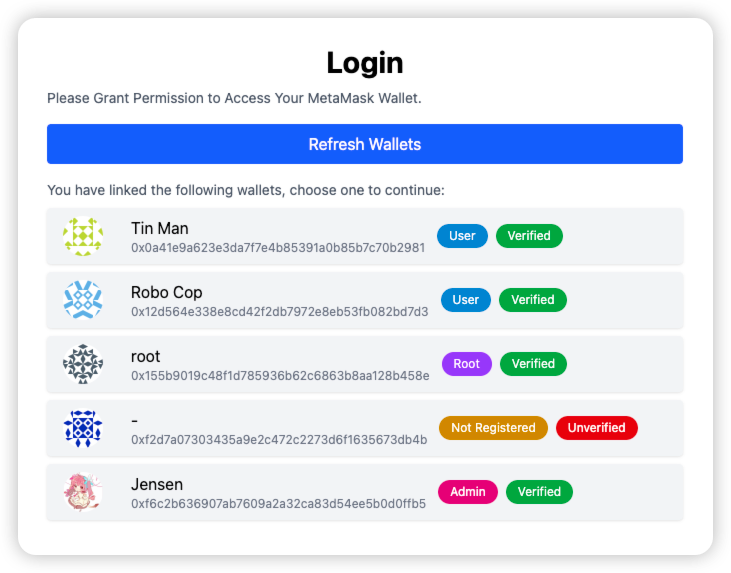 Login
Please Grant Permission to Access Your MetaMask Wallet.
Refresh Wallets
You have linked the following wallets, choose one to continue:
Tin Man
0x0a41e9a623e3da7f7e4b85391a0b85b7c70b2981
User Verified
Robo Cop
0x12d564e338e8cd42f2db7972e8eb53fb082bd7d3
User Verified
root
0x155b9019c48f1d785936b62c6863b8aa128b458e
Root Verified
-
0xf2d7a07303435a9e2c472c2273d6f1635673db4b
Not Registered Unverified
Jensen
0xf6c2b636907ab7609a2a32ca83d54ee5b0d0ffb5
Admin Verified